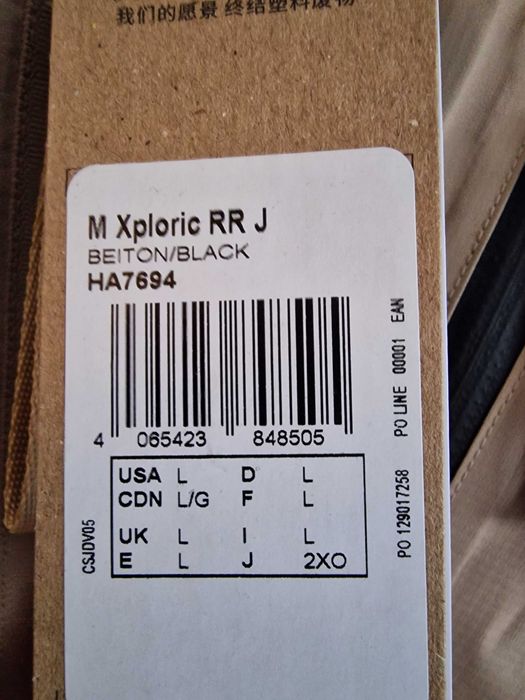 我们的愿景 终结塑料废物
M Xploric RR J
BEITON/BLACK
HA7694
4 065423 848505
USA L D L
CDN L/G F L
UK L I L
E L J 2XO
CSJDV05
PO 129017258 PO LINE 00001 EAN